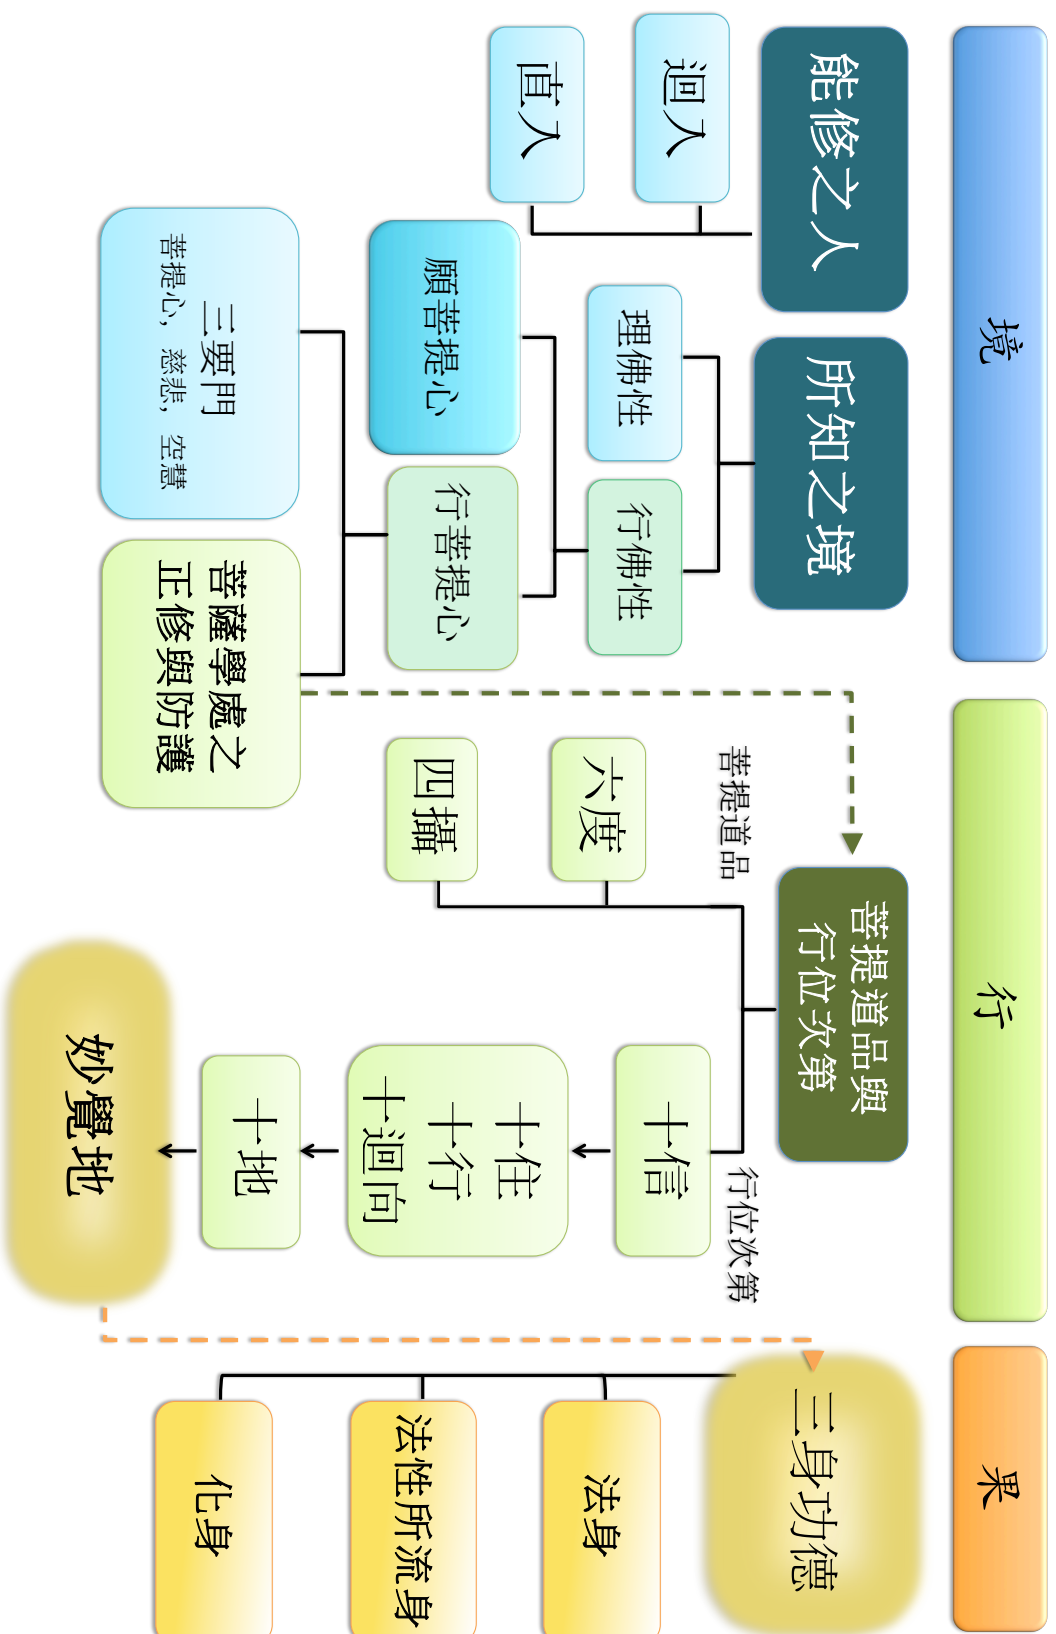 境
行
果
能修之人
迴入
直入
所知之境
理佛性
行佛性
願菩提心
行菩提心
三要門
菩提心，慈悲，空慧
菩薩學處之
正修與防護
菩提道品與
行位次第
菩提道品
六度
四攝
行位次第
十信
十住
十行
十迴向
十地
妙覺地
三身功德
法身
法性所流身
化身